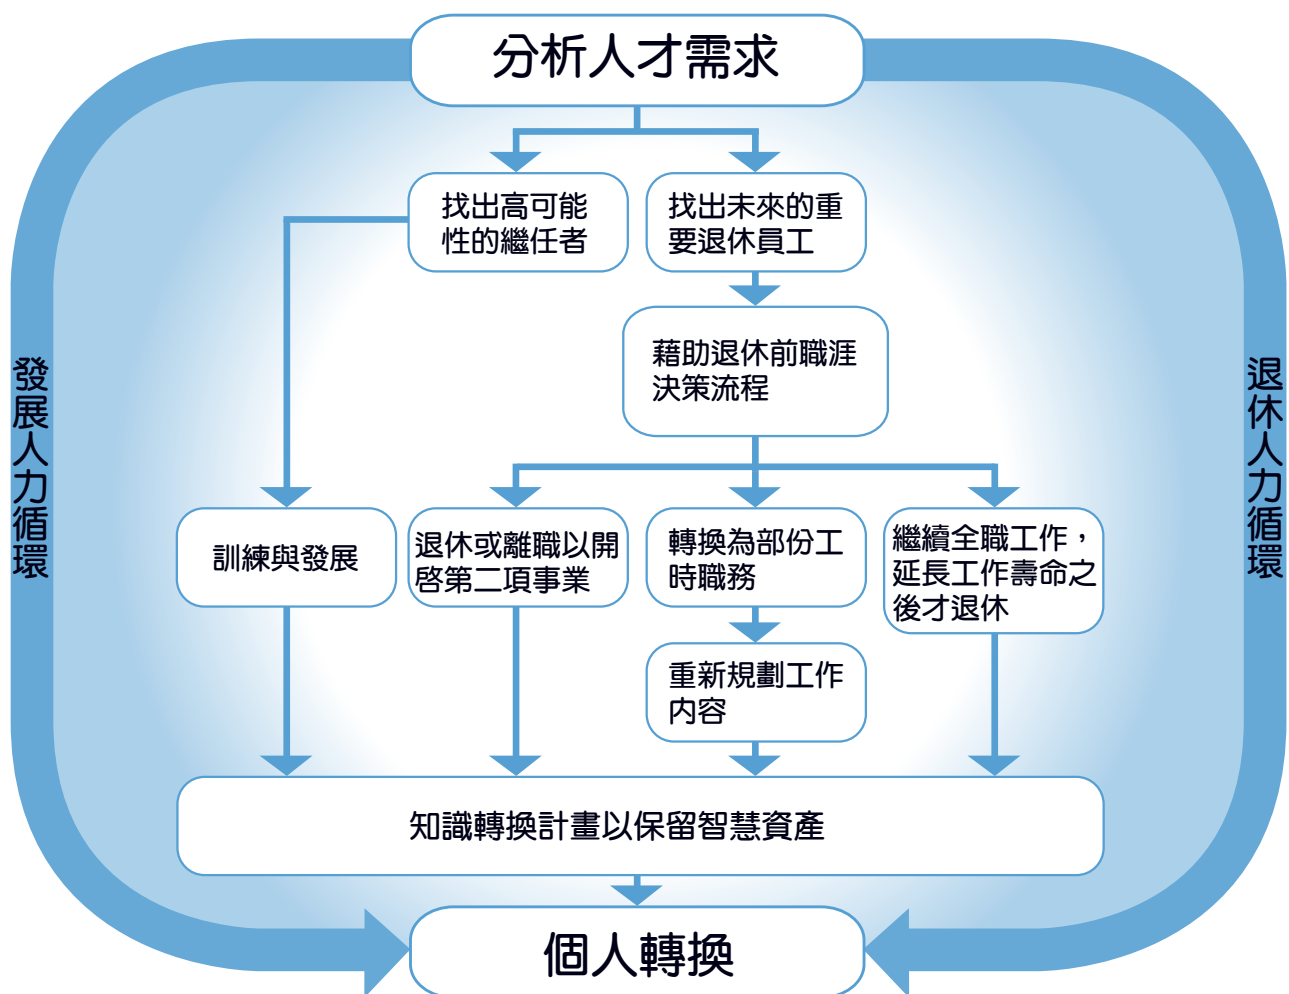 分析人才需求
找出高可能
性的繼任者
找出未來的重
要退休員工
藉助退休前職涯
決策流程
發展人力循環
退休人力循環
訓練與發展
退休或離職以開
啓第二項事業
轉換為部份工
時職務
繼續全職工作，
延長工作壽命之
後才退休
重新規劃工作
內容
知識轉換計畫以保留智慧資產
個人轉換